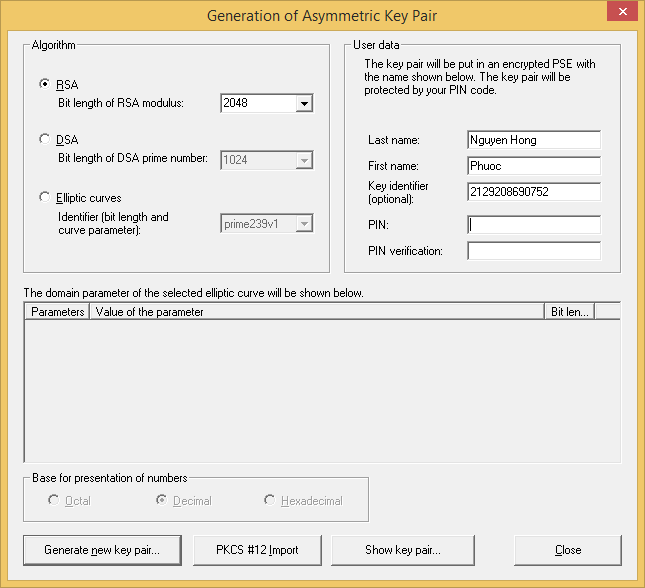 Generation of Asymmetric Key Pair
Algorithm
RSA
Bit length of RSA modulus:
2048
DSA
Bit length of DSA prime number:
1024
Elliptic curves
Identifier (bit length and
curve parameter):
prime239v1
User data
The key pair will be put in an encrypted PSE with
the name shown below. The key pair will be
protected by your PIN code.
Last name:
Nguyen Hong
First name:
Phuoc
Key identifier
(optional):
2129208690752
PIN:
PIN verification:
The domain parameter of the selected elliptic curve will be shown below.
Parameters
Value of the parameter
Bit len...
Base for presentation of numbers
Octal
Decimal
Hexadecimal
Generate new key pair...
PKCS #12 Import
Show key pair...
Close